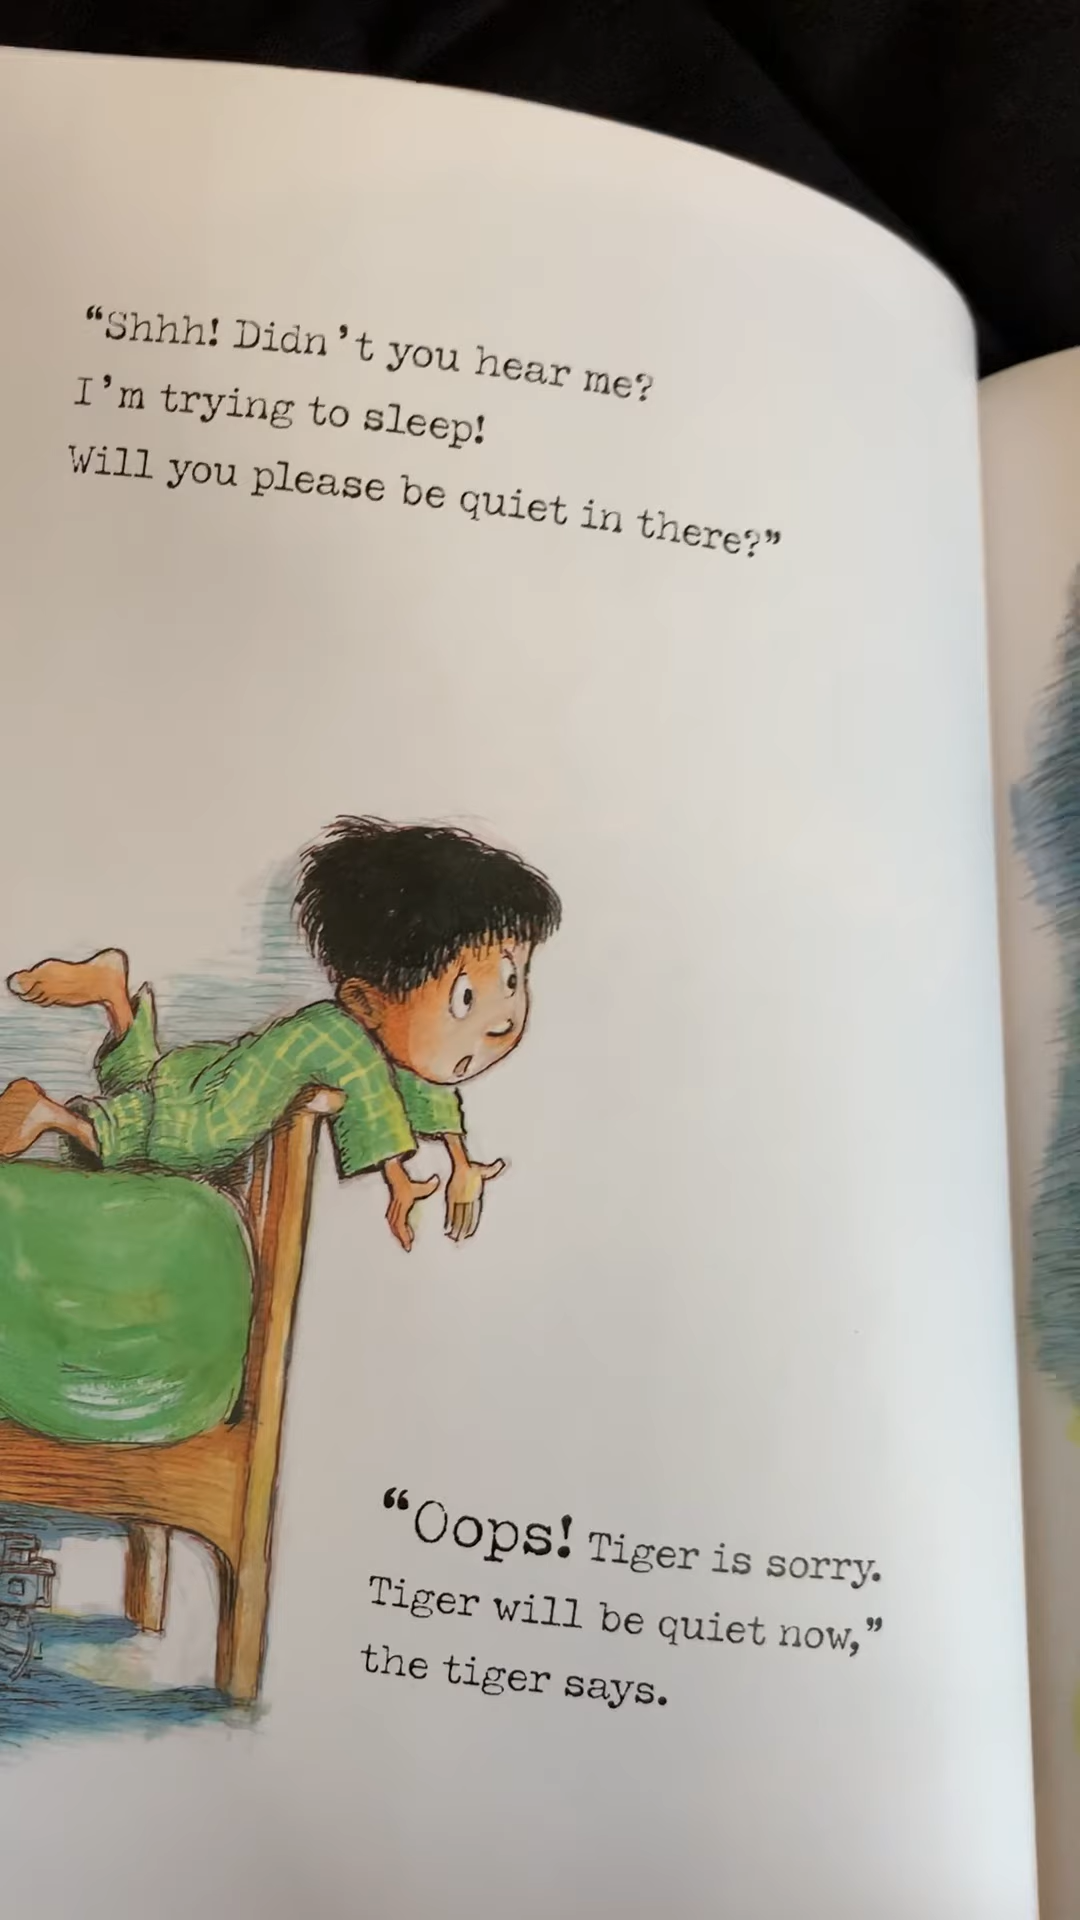 “Shhh! Didn’t you hear me?
I’m trying to sleep!
Will you please be quiet in there?”
“Oops! Tiger is sorry.
Tiger will be quiet now,”
the tiger says.